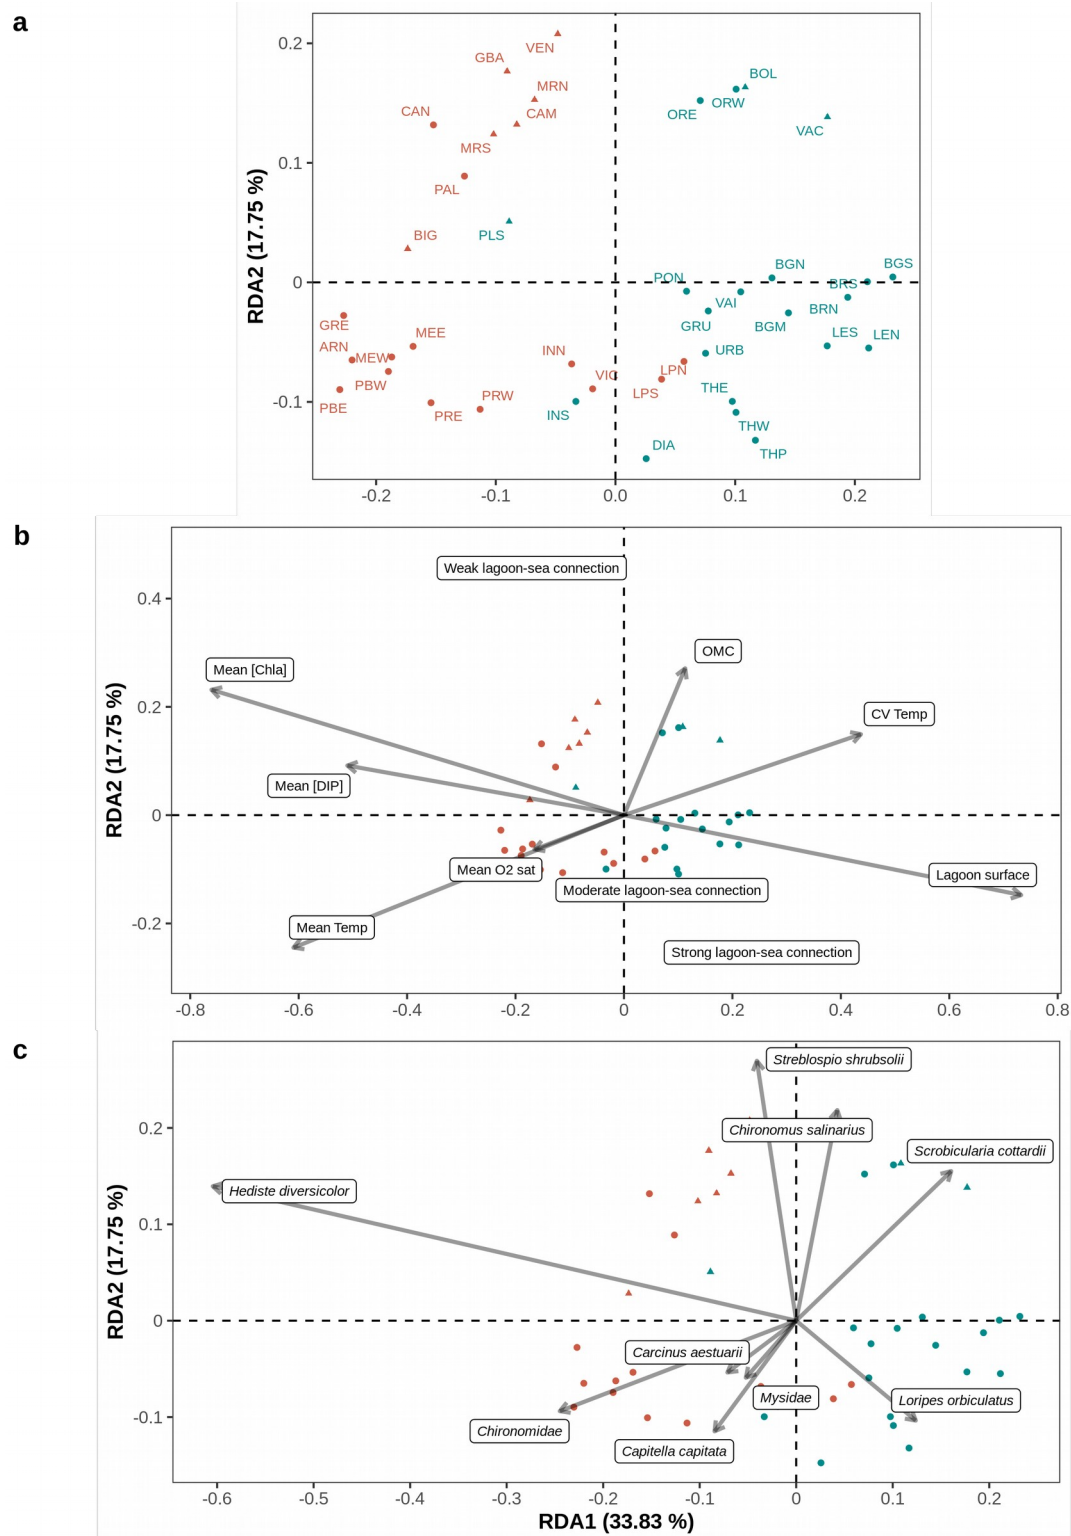 a
RDA2 (17.75 %)
0.2
0.1
0
-0.1
VEN
GBA
MRN
CAN
CAM
MRS
PAL
BIG
PLS
BOL
ORW
ORE
VAC
PON
BGN
BGS
BRS
VAI
BRN
GRU
BGM
LES
LEN
GRE
ARN
MEW
MEE
PBW
PBE
PRE
PRW
INN
VIC
INS
LPN
LPS
URB
THE
THW
THP
DIA
-0.2
-0.1
0.0
0.1
0.2
b
RDA2 (17.75 %)
0.4
0.2
0
-0.2
Weak lagoon-sea connection
OMC
Mean [Chla]
CV Temp
Mean [DIP]
Mean O2 sat
Lagoon surface
Moderate lagoon-sea connection
Mean Temp
Strong lagoon-sea connection
-0.8
-0.6
-0.4
-0.2
0
0.2
0.4
0.6
0.8
c
RDA2 (17.75 %)
0.2
0.1
0
-0.1
Streblospio shrubsolii
Chironomus salinarius
Scrobicularia cottardii
Hediste diversicolor
Carcinus aestuarii
Mysidae
Loripes orbiculatus
Chironomidae
Capitella capitata
-0.6
-0.5
-0.4
-0.3
-0.2
-0.1
0
0.1
0.2
RDA1 (33.83 %)